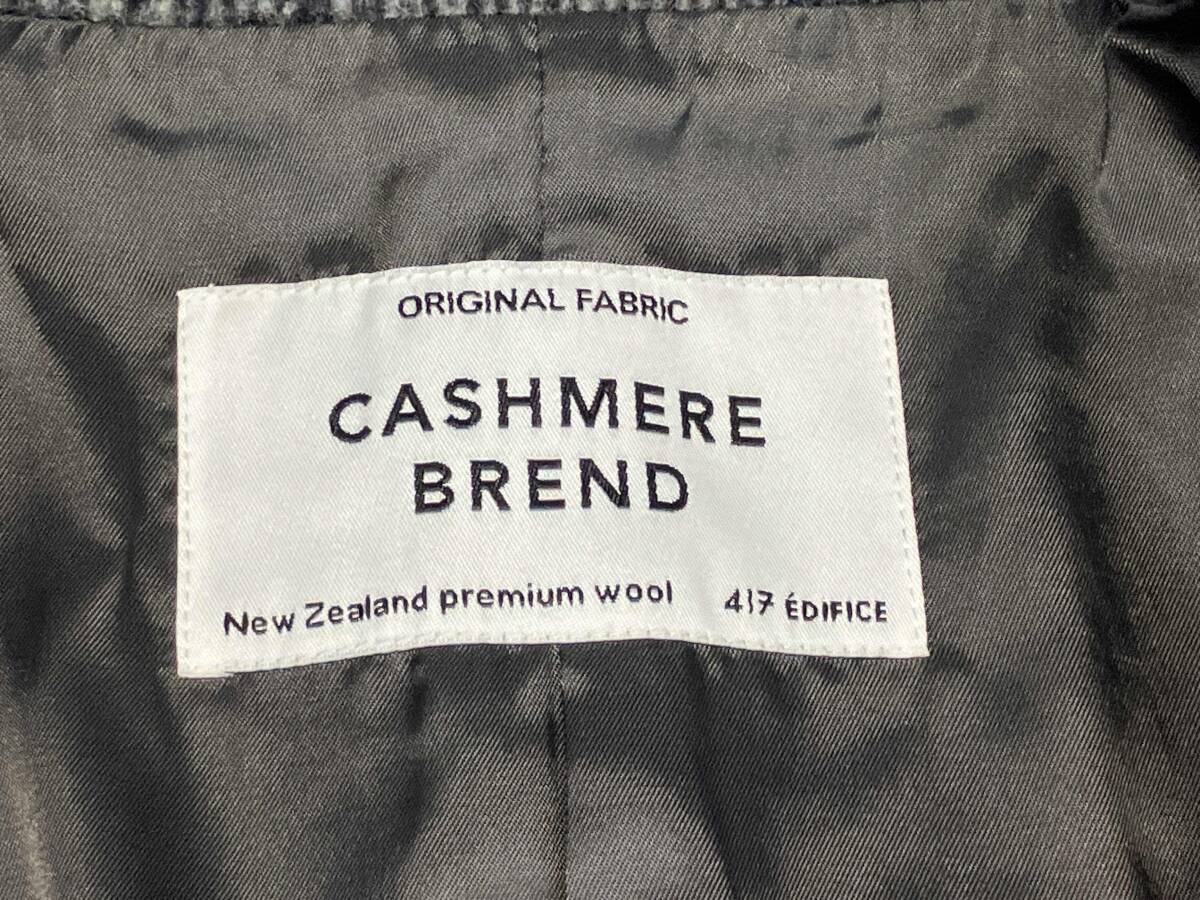 ORIGINAL FABRIC
CASHMERE
BREND
New Zealand premium wool 417 ÉDIFICE